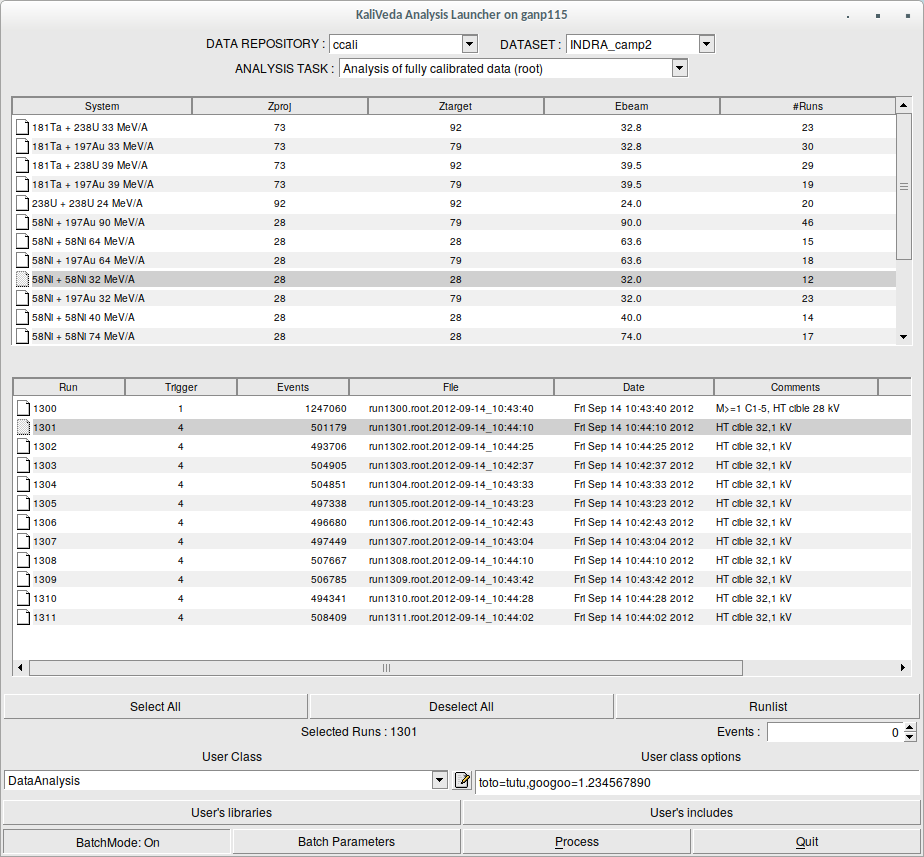 KaliVeda Analysis Launcher on ganp115
DATA REPOSITORY : ccali DATASET : INDRA_camp2
ANALYSIS TASK : Analysis of fully calibrated data (root)
System Zproj Ztarget Ebeam #Runs
181Ta + 238U 33 MeV/A 73 92 32.8 23
181Ta + 197Au 33 MeV/A 73 79 32.8 30
181Ta + 238U 39 MeV/A 73 92 39.5 29
181Ta + 197Au 39 MeV/A 73 79 39.5 19
238U + 238U 24 MeV/A 92 92 24.0 20
58Ni + 197Au 90 MeV/A 28 79 90.0 46
58Ni + 58Ni 64 MeV/A 28 28 63.6 15
58Ni + 197Au 64 MeV/A 28 79 63.6 18
58Ni + 58Ni 32 MeV/A 28 28 32.0 12
58Ni + 197Au 32 MeV/A 28 79 32.0 23
58Ni + 58Ni 40 MeV/A 28 28 40.0 14
58Ni + 58Ni 74 MeV/A 28 28 74.0 17
Run Trigger Events File Date Comments
1300 1 1247060 run1300.root.2012-09-14_10:43:40 Fri Sep 14 10:43:40 2012 M>=1 C1-5, HT cible 28 kV
1301 4 501179 run1301.root.2012-09-14_10:44:10 Fri Sep 14 10:44:10 2012 HT cible 32,1 kV
1302 4 493706 run1302.root.2012-09-14_10:44:25 Fri Sep 14 10:44:25 2012 HT cible 32,1 kV
1303 4 504905 run1303.root.2012-09-14_10:42:37 Fri Sep 14 10:42:37 2012 HT cible 32,1 kV
1304 4 504851 run1304.root.2012-09-14_10:43:33 Fri Sep 14 10:43:33 2012 HT cible 32,1 kV
1305 4 497338 run1305.root.2012-09-14_10:43:23 Fri Sep 14 10:43:23 2012 HT cible 32,1 kV
1306 4 496680 run1306.root.2012-09-14_10:42:43 Fri Sep 14 10:42:43 2012 HT cible 32,1 kV
1307 4 497449 run1307.root.2012-09-14_10:43:04 Fri Sep 14 10:43:04 2012 HT cible 32,1 kV
1308 4 507667 run1308.root.2012-09-14_10:44:10 Fri Sep 14 10:44:10 2012 HT cible 32,1 kV
1309 4 506785 run1309.root.2012-09-14_10:43:42 Fri Sep 14 10:43:42 2012 HT cible 32,1 kV
1310 4 494341 run1310.root.2012-09-14_10:44:28 Fri Sep 14 10:44:28 2012 HT cible 32,1 kV
1311 4 508409 run1311.root.2012-09-14_10:44:02 Fri Sep 14 10:44:02 2012 HT cible 32,1 kV
Select All Deselect All Runlist
Selected Runs : 1301 Events : 0
User Class User class options
DataAnalysis toto=tutu,googoo=1.234567890
User's libraries User's includes
BatchMode: On Batch Parameters Process Quit